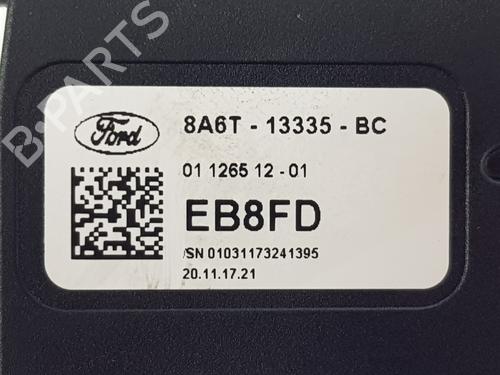 B-PARTS
Ford
8A6T - 13335 - BC
01 1265 12 - 01
EB8FD
/SN 01031173241395
20.11.17.21